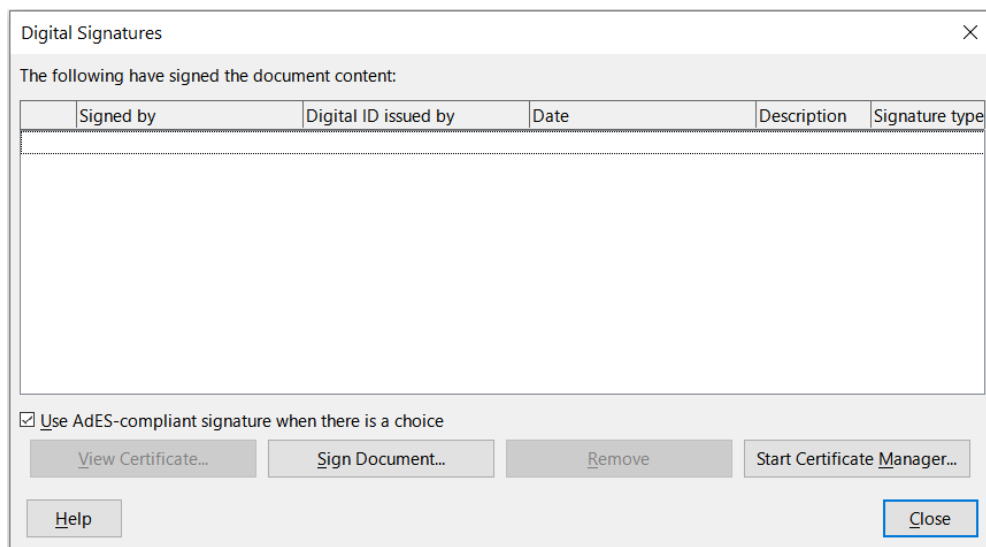 Digital Signatures
The following have signed the document content:
Signed by Digital ID issued by Date Description Signature type
Use AdES-compliant signature when there is a choice
View Certificate... Sign Document... Remove Start Certificate Manager...
Help Close